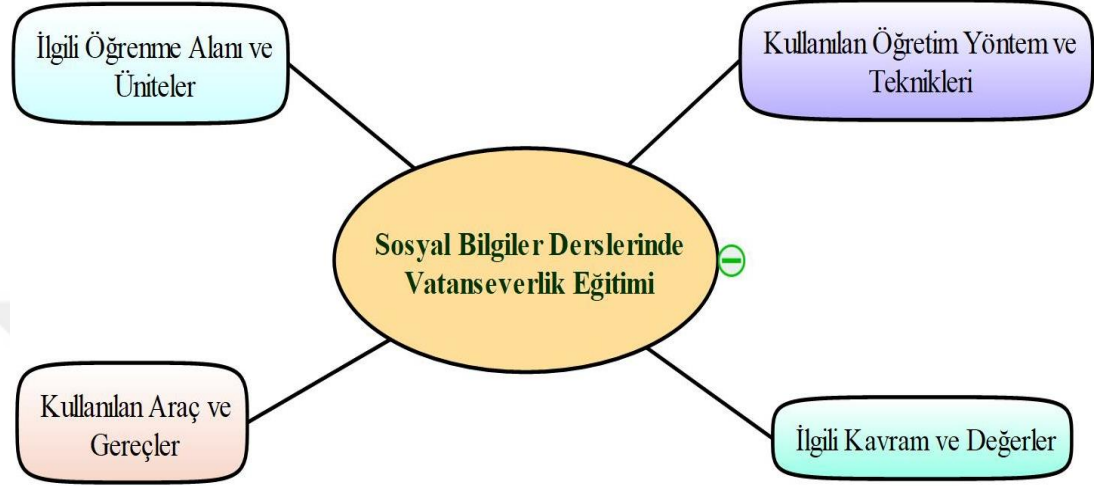 İlgili Öğrenme Alanı ve
Üniteler
Kullanılan Öğretim Yöntem ve
Teknikleri
Sosyal Bilgiler Derslerinde
Vatanseverlik Eğitimi
Kullanılan Araç ve
Gereçler
İlgili Kavram ve Değerler